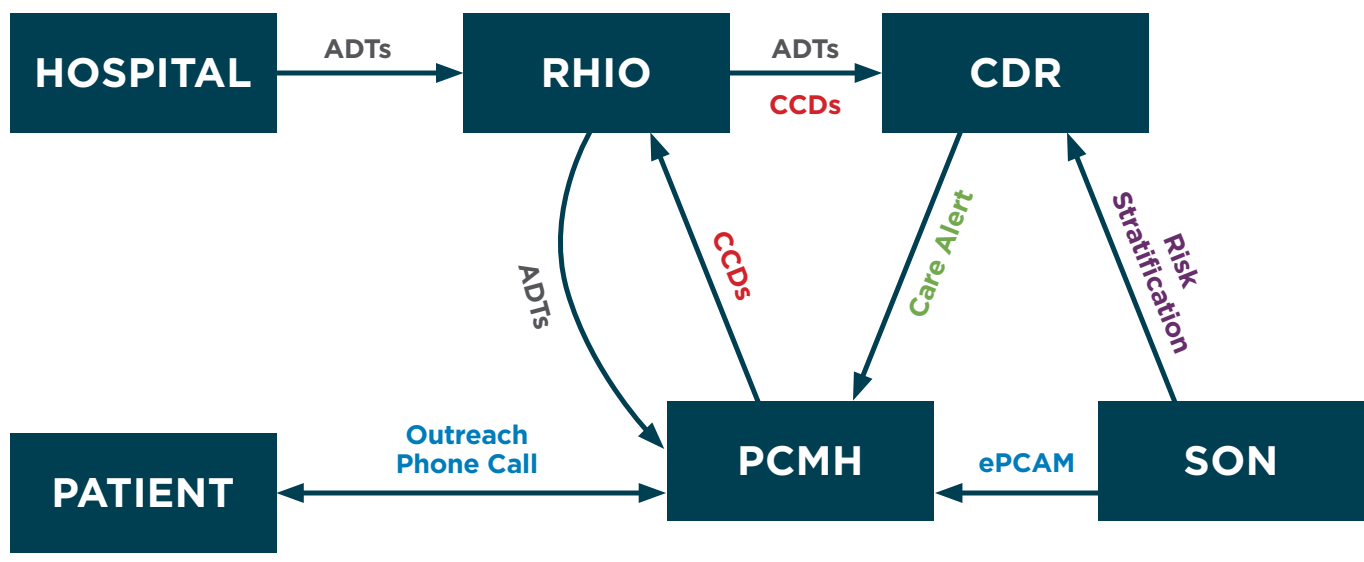 HOSPITAL
ADTs
RHIO
ADTs
CCDs
CDR
ADTs
CCDs
Care Alert
Risk
Stratification
PATIENT
Outreach
Phone Call
PCMH
ePCAM
SON